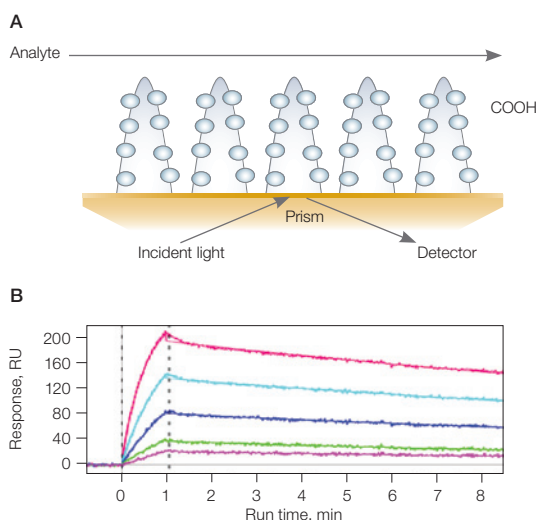 A
Analyte
COOH
Prism
Incident light
Detector
B
Response, RU
200
160
120
80
40
0
0 1 2 3 4 5 6 7 8
Run time, min